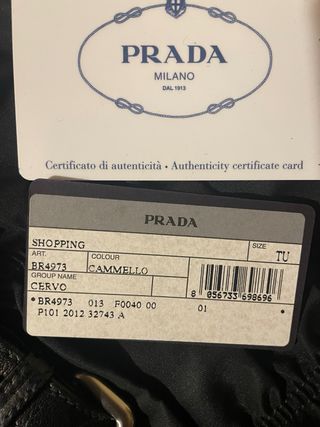 PRADA
MILANO
DAL 1913
Certificato di autenticità • Authenticity certificate card
PRADA
SHOPPING
SIZE
TU
ART.
COLOUR
BR4973
CAMMELLO
GROUP NAME
CERVO
8 056733 698696
• BR4973 013 F0040 00 01 •
P101 2012 32743 A